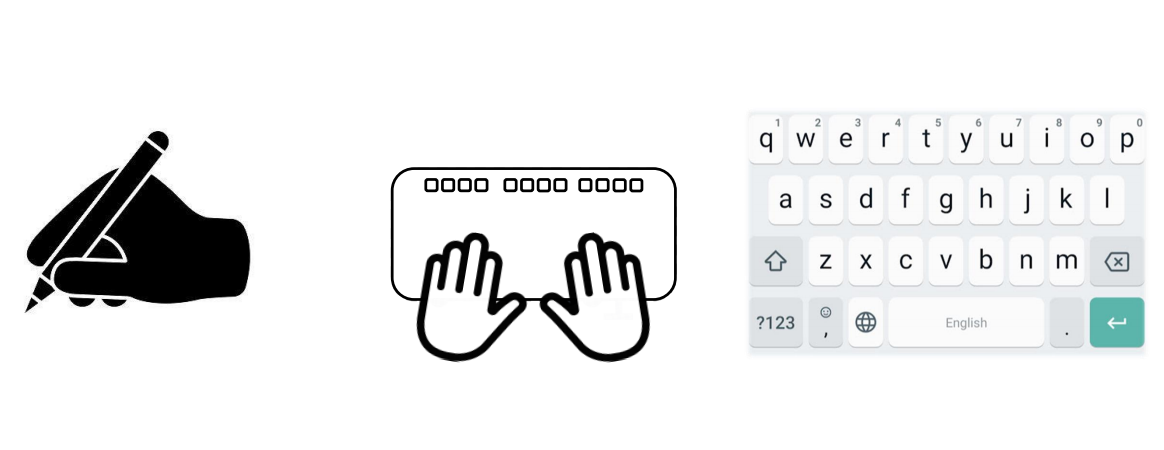 q 1 w 2 e 3 r 4 t 5 y 6 u 7 i 8 o 9 p 0
a s d f g h j k l
z x c v b n m
?123 , English .